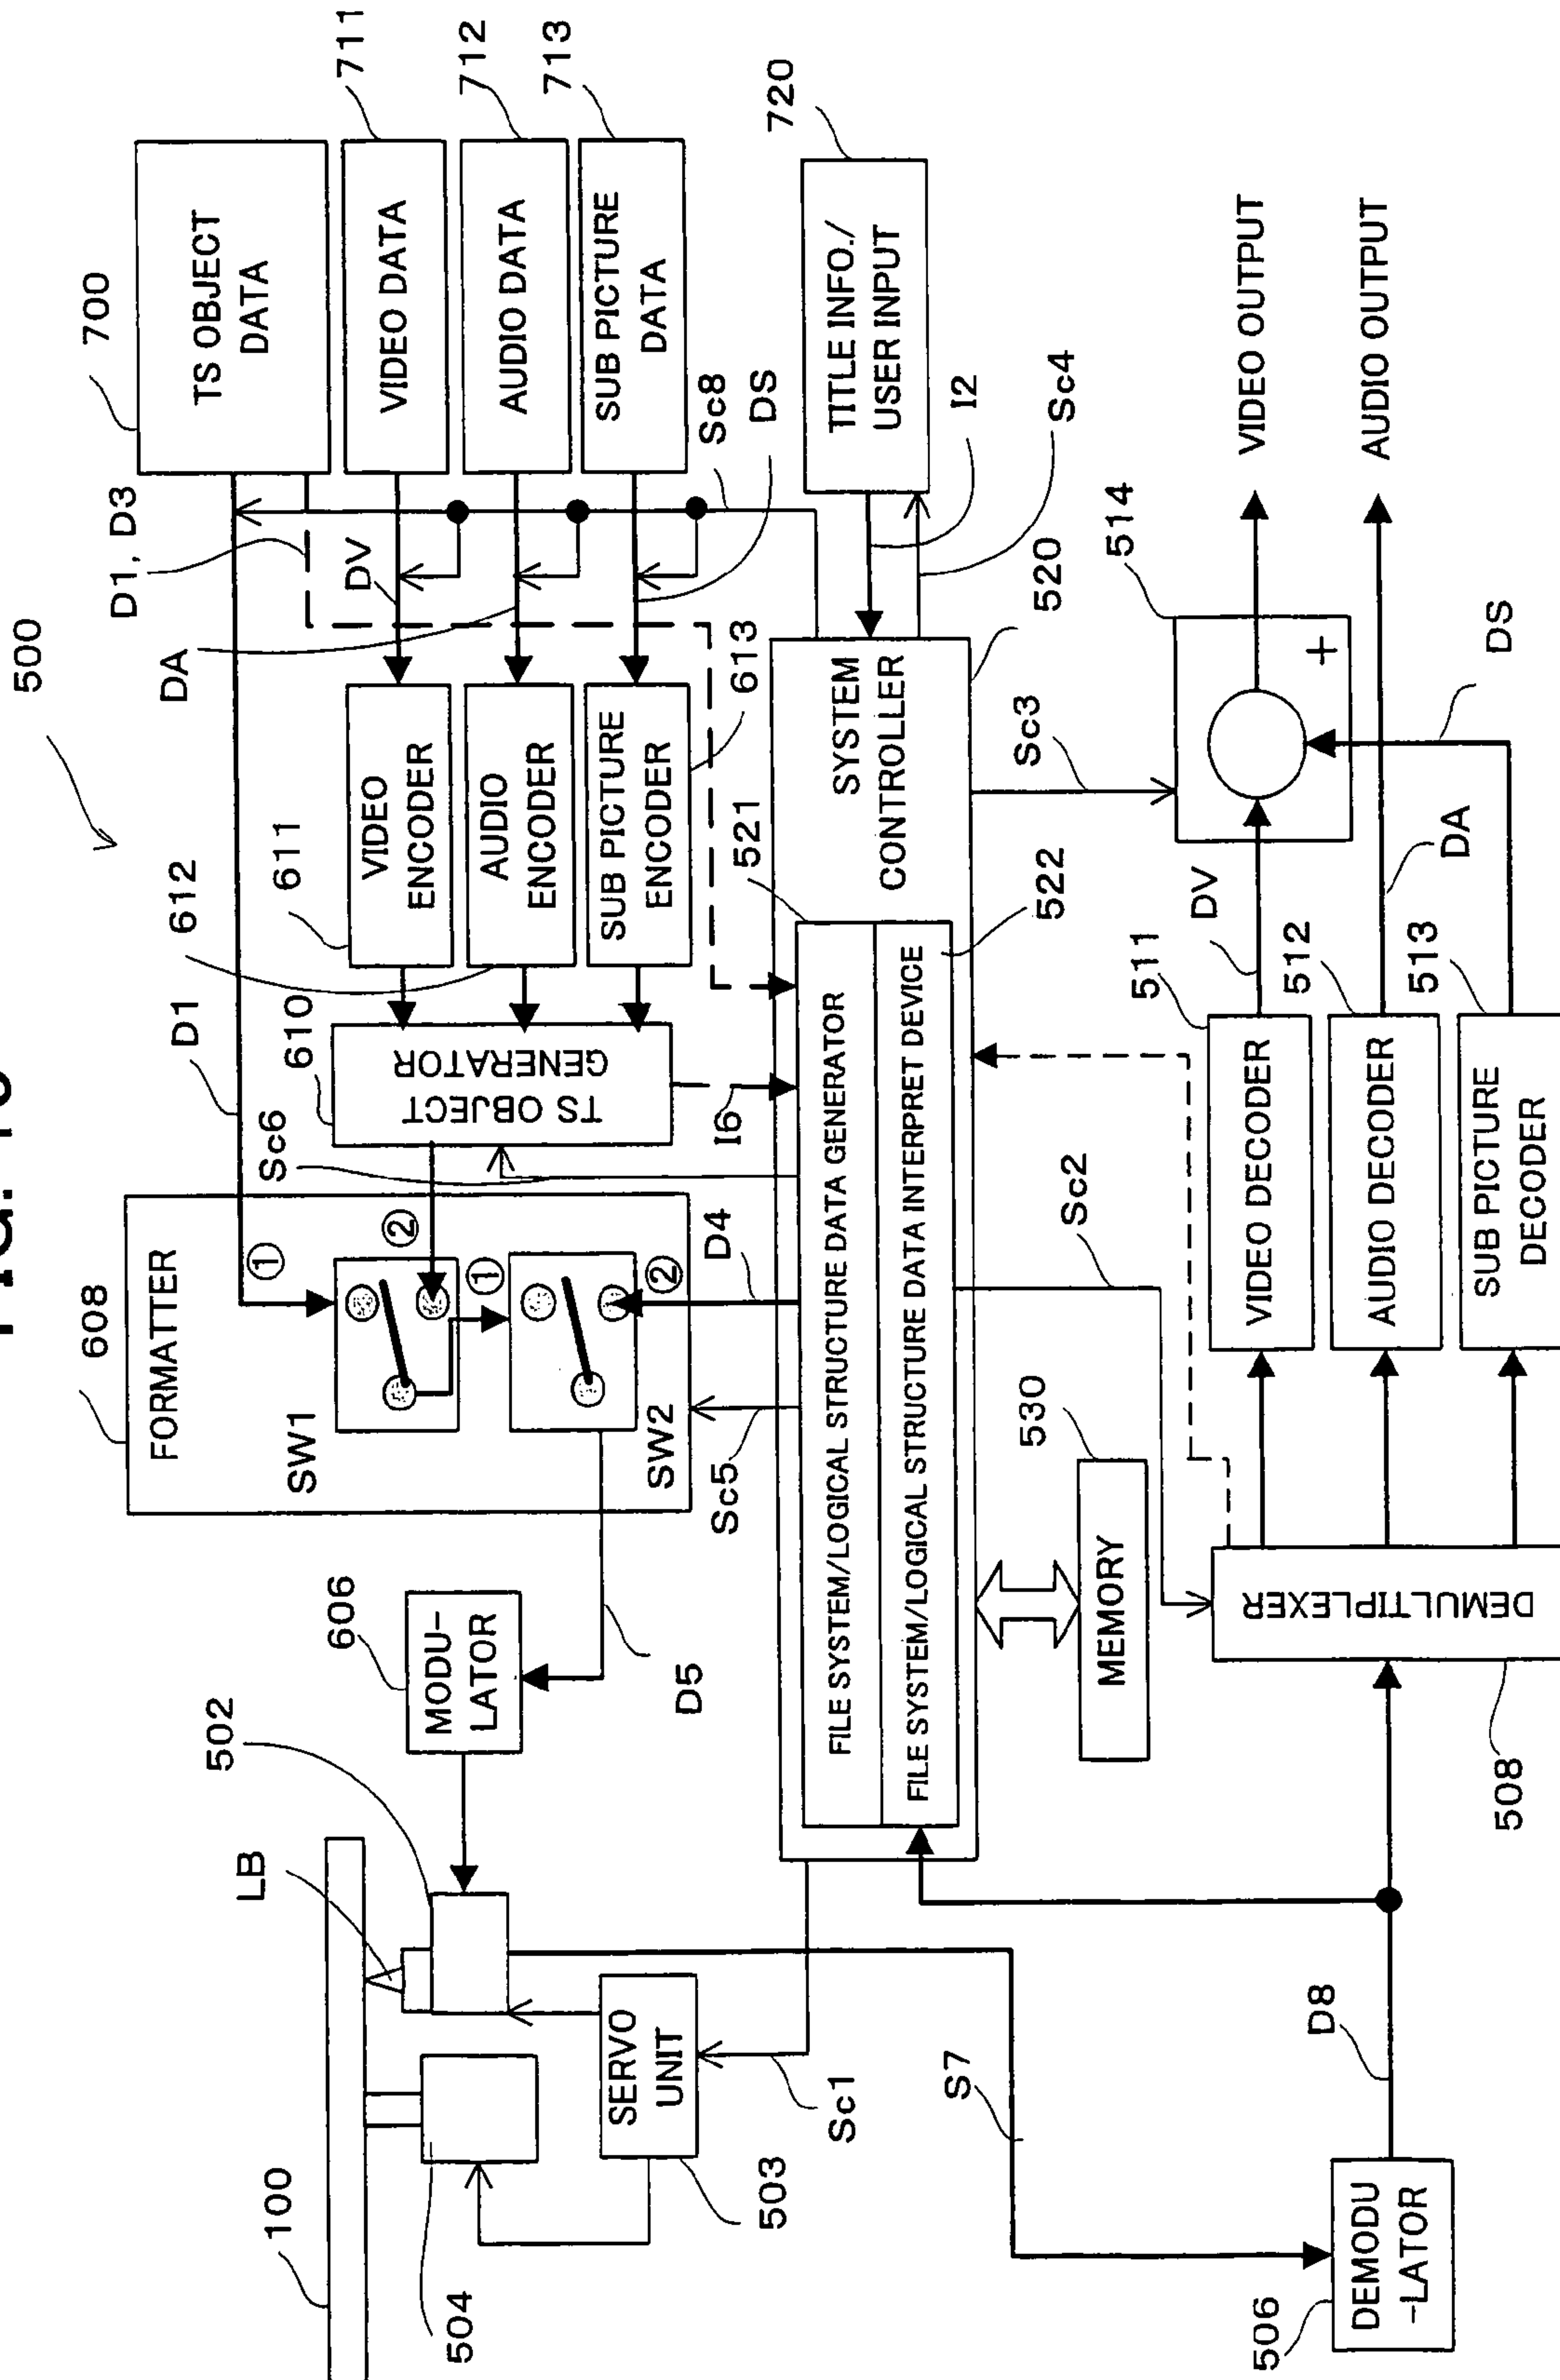 500
100
LB
502
504
SERVO
UNIT
503
Sc1
S7
606
MODU-
LATOR
D5
608
FORMATTER
SW1
SW2
①
②
①
②
Sc5
D4
Sc6
D1
610
TS OBJECT
GENERATOR
I6
612
611
VIDEO
ENCODER
AUDIO
ENCODER
SUB PICTURE
ENCODER
613
DA
DV
D1, D3
DS
Sc8
700
TS OBJECT
DATA
VIDEO DATA
711
AUDIO DATA
712
SUB PICTURE
DATA
713
720
TITLE INFO./
USER INPUT
I2
Sc4
520
SYSTEM
CONTROLLER
521
FILE SYSTEM/LOGICAL STRUCTURE DATA GENERATOR
FILE SYSTEM/LOGICAL STRUCTURE DATA INTERPRET DEVICE
522
530
MEMORY
Sc2
Sc3
506
DEMODU
-LATOR
D8
508
DEMULTIPLEXER
511
VIDEO DECODER
512
AUDIO DECODER
513
SUB PICTURE
DECODER
DV
DA
DS
514
+
VIDEO OUTPUT
AUDIO OUTPUT